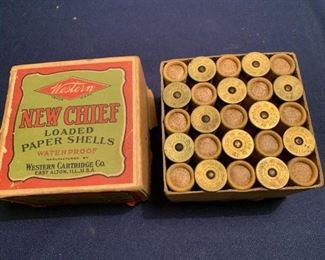 Western
NEW CHIEF
LOADED
PAPER SHELLS
WATERPROOF
MANUFACTURED BY
WESTERN CARTRIDGE CO.
EAST ALTON, ILL., U.S.A.